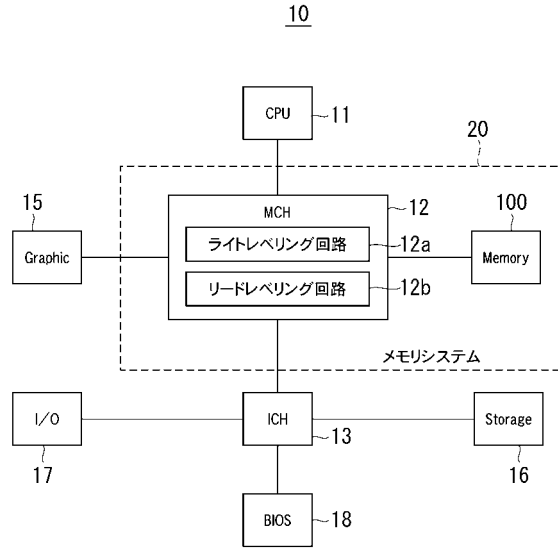 10
CPU
11
20
15
MCH
12
100
Graphic
ライトレベリング回路
12a
Memory
リードレベリング回路
12b
メモリシステム
I/O
ICH
Storage
17
13
16
BIOS
18